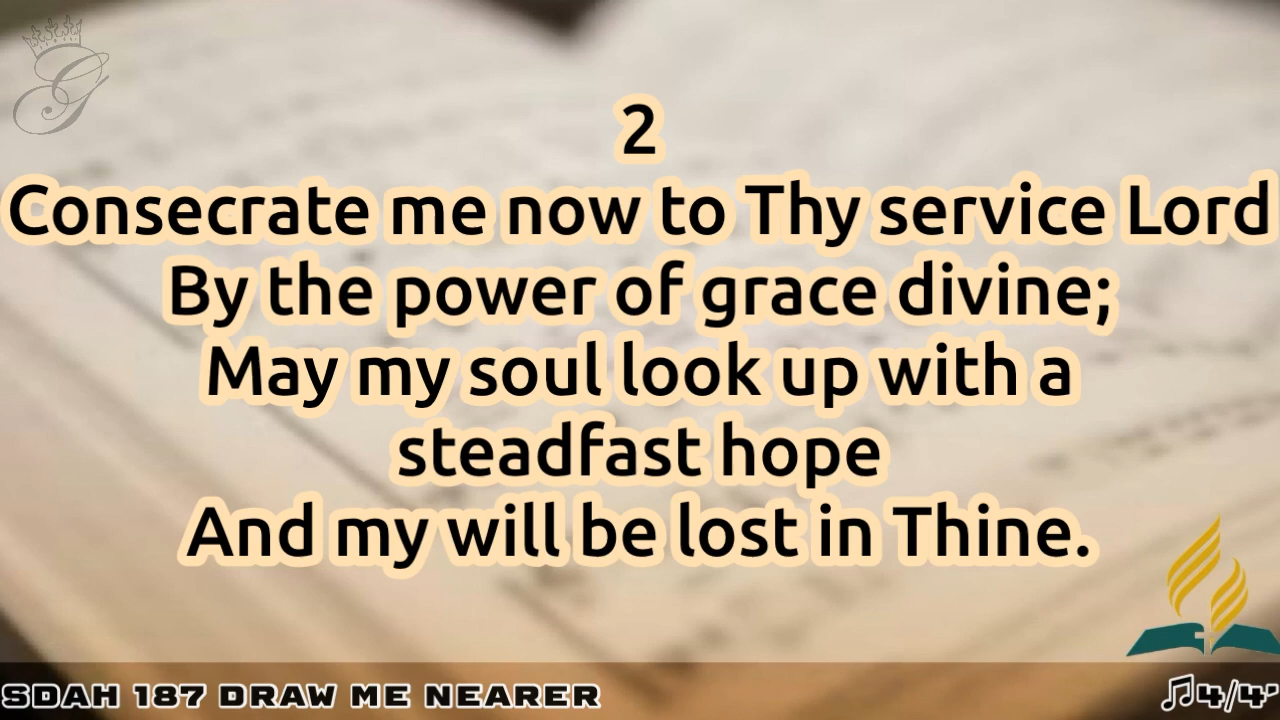 G
2
Consecrate me now to Thy service Lord
By the power of grace divine;
May my soul look up with a
steadfast hope
And my will be lost in Thine.
SDAH 187 DRAW ME NEARER
♫4/4'